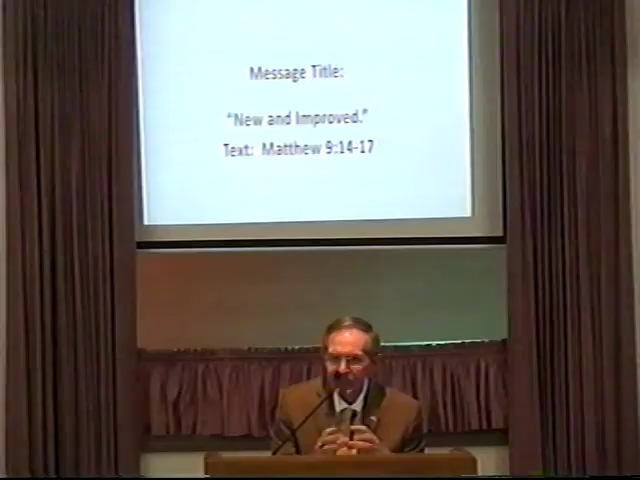 Message Title:
“New and Improved.”
Text: Matthew 9:14-17